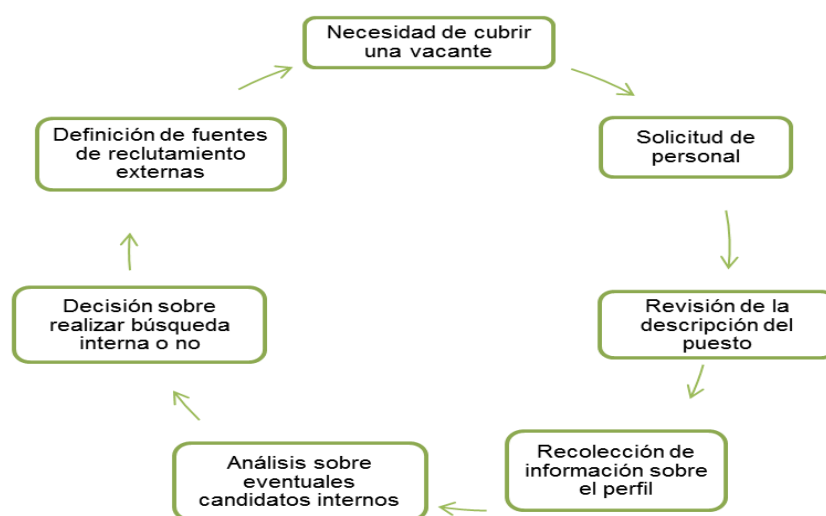 Necesidad de cubrir
una vacante
Solicitud de
personal
Revisión de la
descripción del
puesto
Recolección de
información sobre
el perfil
Análisis sobre
eventuales
candidatos internos
Decisión sobre
realizar búsqueda
interna o no
Definición de fuentes
de reclutamiento
externas